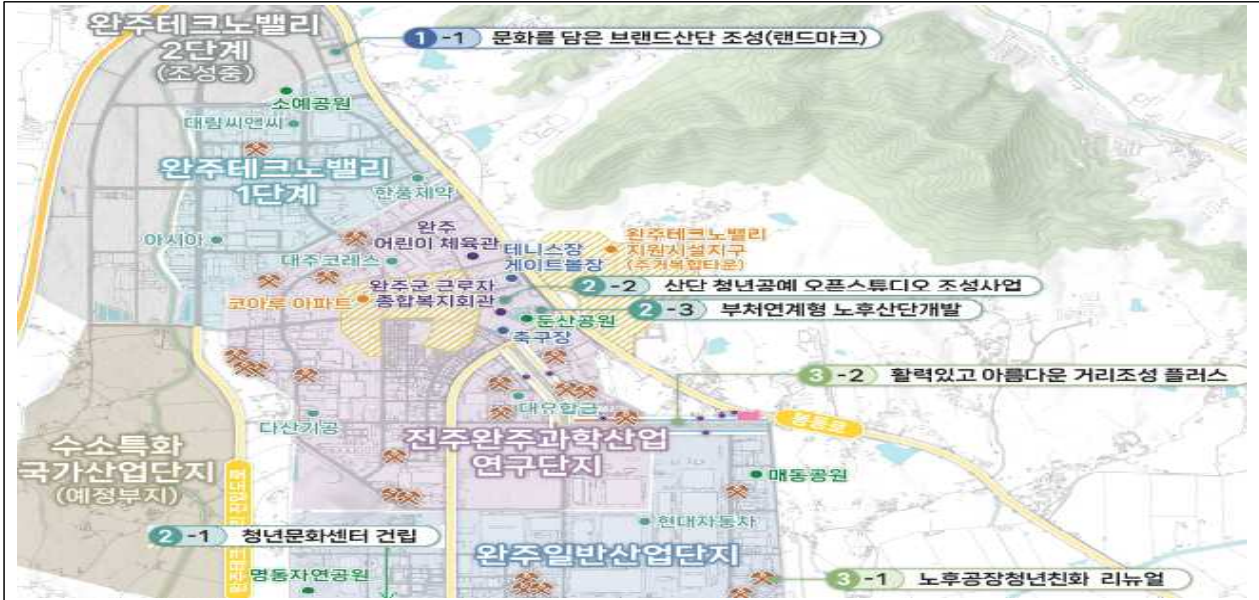 완주테크노밸리
2단계
(조성중)
1 -1 문화를 담은 브랜드산단 조성(랜드마크)
소예공원
대림씨앤씨
완주테크노밸리
1단계
한풍제약
아시아
완주
어린이 체육관
대주코레스
테니스장
게이트볼장
완주테크노밸리
지원시설지구
(주거복합타운)
2 -2 산단 청년공예 오픈스튜디오 조성사업
코아루 아파트
완주군 근로자
종합복지회관
둔산공원
2 -3 부처연계형 노후산단개발
축구장
3 -2 활력있고 아름다운 거리조성 플러스
대유합금
봉동로
다산기공
전주완주과학산업
연구단지
수소특화
국가산업단지
(예정부지)
매동공원
현대자동차
2 -1 청년문화센터 건립
완주일반산업단지
명동자연공원
3 -1 노후공장청년친화 리뉴얼